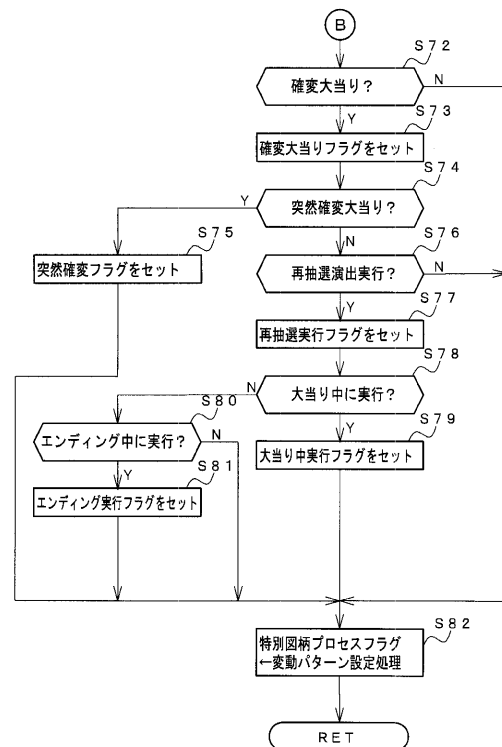 B
S72
確変大当り?
N
Y
S73
確変大当りフラグをセット
S74
突然確変大当り?
Y
N
S75
突然確変フラグをセット
S76
再抽選演出実行?
N
Y
S77
再抽選実行フラグをセット
S78
大当り中に実行?
N
Y
S79
大当り中実行フラグをセット
S80
エンディング中に実行?
N
Y
S81
エンディング実行フラグをセット
S82
特別図柄プロセスフラグ
←変動パターン設定処理
RET